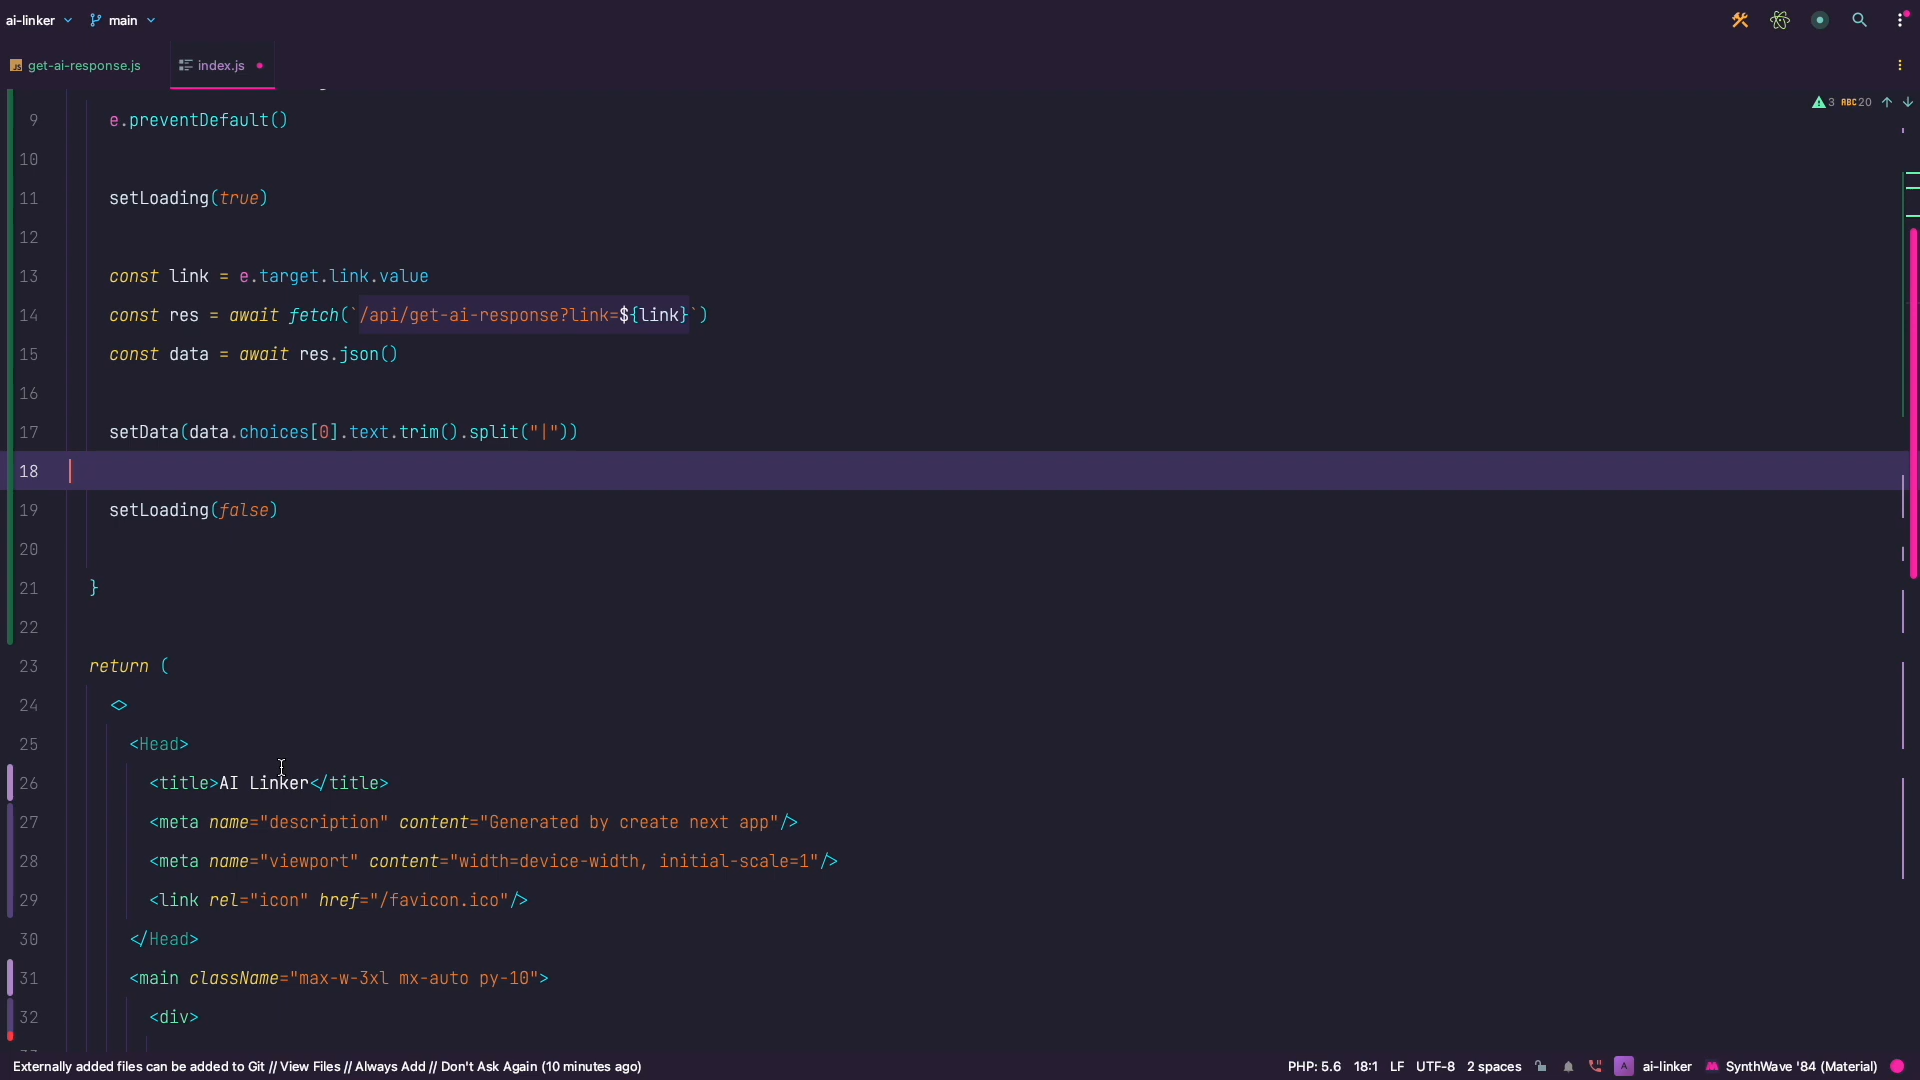 ai-linker main
get-ai-response.js index.js
3 ABC 20
9 e.preventDefault()
10
11 setLoading(true)
12
13 const link = e.target.link.value
14 const res = await fetch(`/api/get-ai-response?link=${link}`)
15 const data = await res.json()
16
17 setData(data.choices[0].text.trim().split("|"))
18
19 setLoading(false)
20
21 }
22
23 return (
24 <>
25 <Head>
26 <title>AI Linker</title>
27 <meta name="description" content="Generated by create next app"/>
28 <meta name="viewport" content="width=device-width, initial-scale=1"/>
29 <link rel="icon" href="/favicon.ico"/>
30 </Head>
31 <main className="max-w-3xl mx-auto py-10">
32 <div>
Externally added files can be added to Git // View Files // Always Add // Don't Ask Again (10 minutes ago) PHP: 5.6 18:1 LF UTF-8 2 spaces A ai-linker SynthWave '84 (Material)